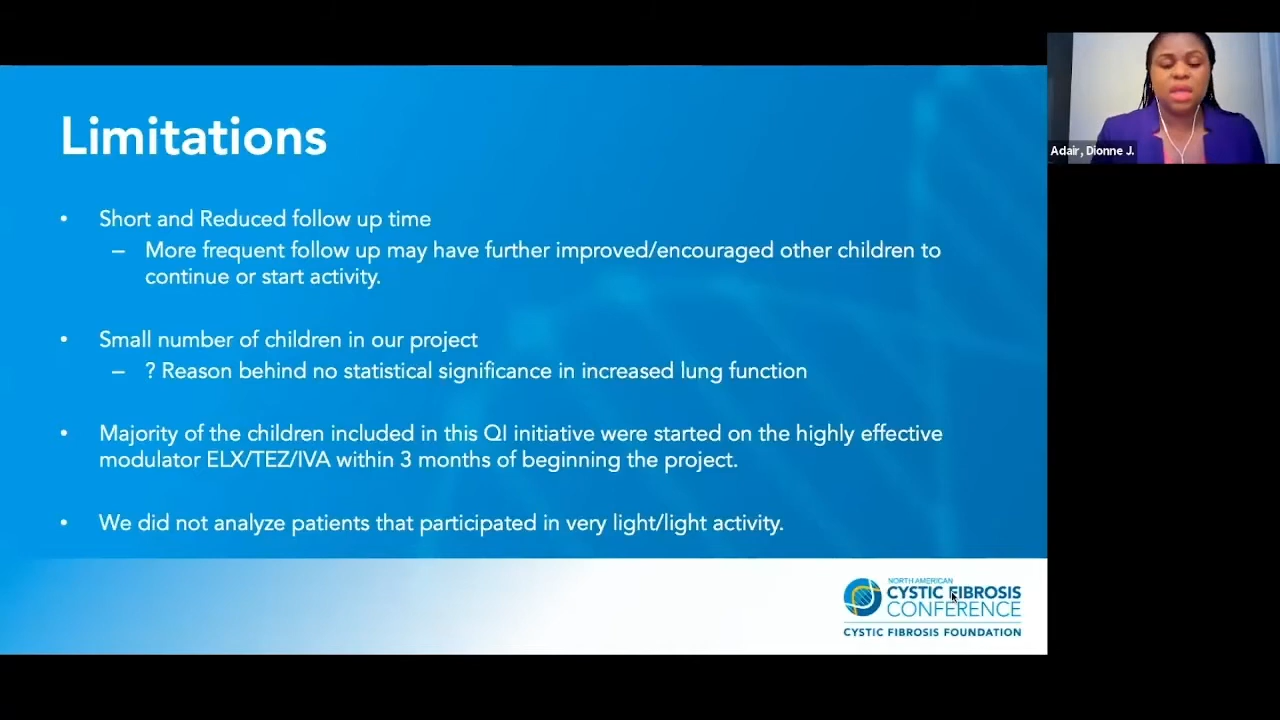 Limitations
• Short and Reduced follow up time
– More frequent follow up may have further improved/encouraged other children to
continue or start activity.
• Small number of children in our project
– ? Reason behind no statistical significance in increased lung function
• Majority of the children included in this QI initiative were started on the highly effective
modulator ELX/TEZ/IVA within 3 months of beginning the project.
• We did not analyze patients that participated in very light/light activity.
NORTH AMERICAN
CYSTIC FIBROSIS
CONFERENCE
CYSTIC FIBROSIS FOUNDATION
Adair, Dionne J.